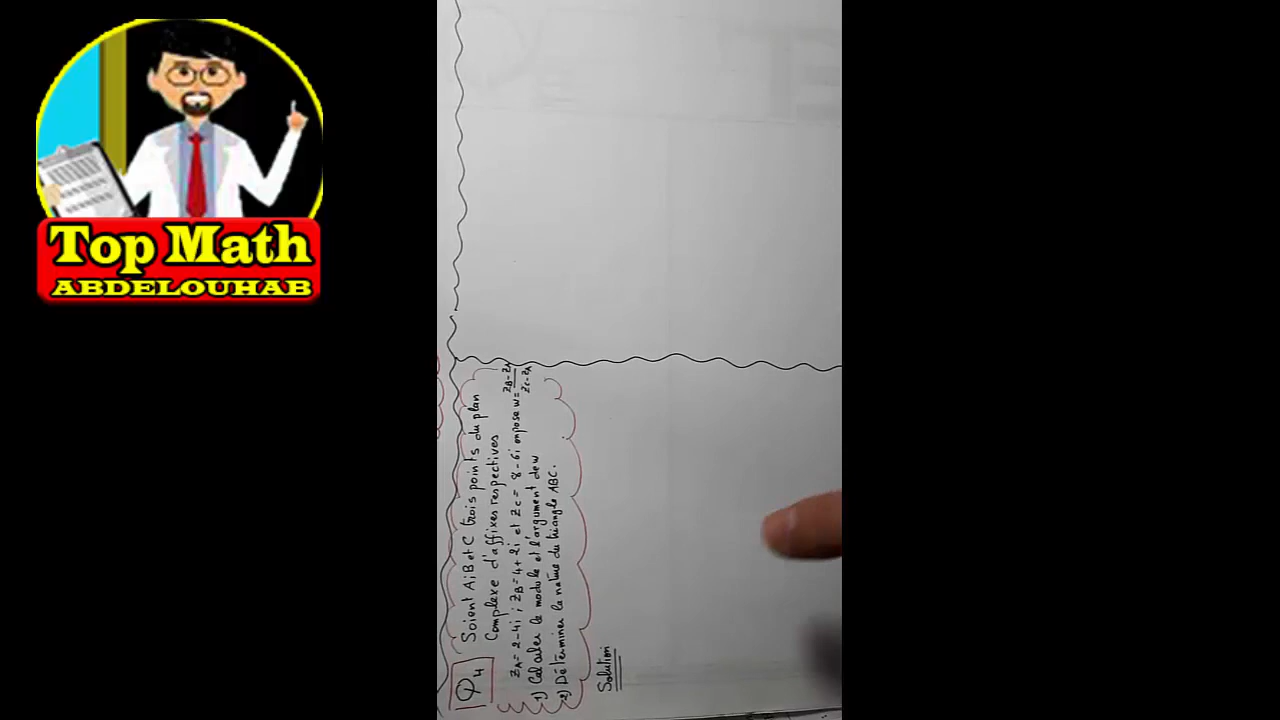 Top Math
ABDELOUHAB
Q4
Soient A; B et C trois points du plan
Complexe d'affixes respectives
zA = 2-4i ; zB = 4+2i et zC = 8-6i on pose w = zB-zA / zC-zA
1) Calculer le module et l'argument de w
2) Déterminer la nature du triangle ABC.
Solution